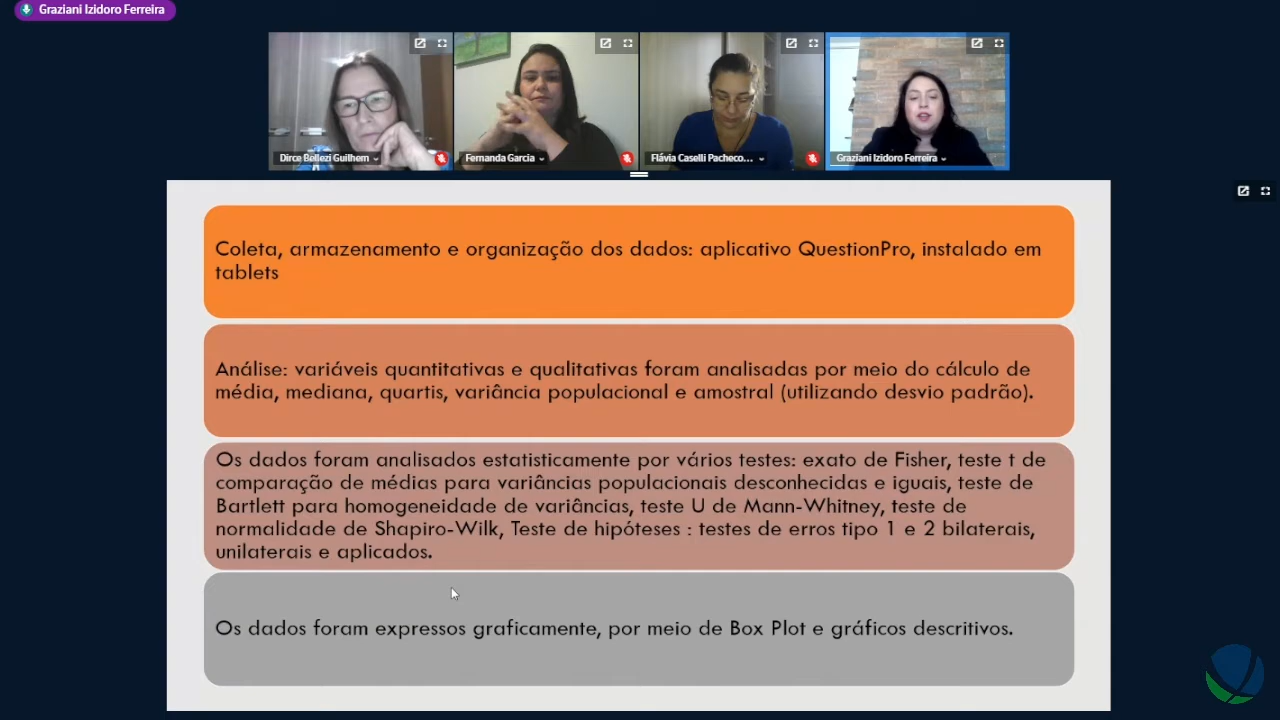 Graziani Izidoro Ferreira
Dirce Bellezi Guilhem
Fernanda Garcia
Flávia Caselli Pacheco...
Graziani Izidoro Ferreira
Coleta, armazenamento e organização dos dados: aplicativo QuestionPro, instalado em
tablets
Análise: variáveis quantitativas e qualitativas foram analisadas por meio do cálculo de
média, mediana, quartis, variância populacional e amostral (utilizando desvio padrão).
Os dados foram analisados estatisticamente por vários testes: exato de Fisher, teste t de
comparação de médias para variâncias populacionais desconhecidas e iguais, teste de
Bartlett para homogeneidade de variâncias, teste U de Mann-Whitney, teste de
normalidade de Shapiro-Wilk, Teste de hipóteses : testes de erros tipo 1 e 2 bilaterais,
unilaterais e aplicados.
Os dados foram expressos graficamente, por meio de Box Plot e gráficos descritivos.